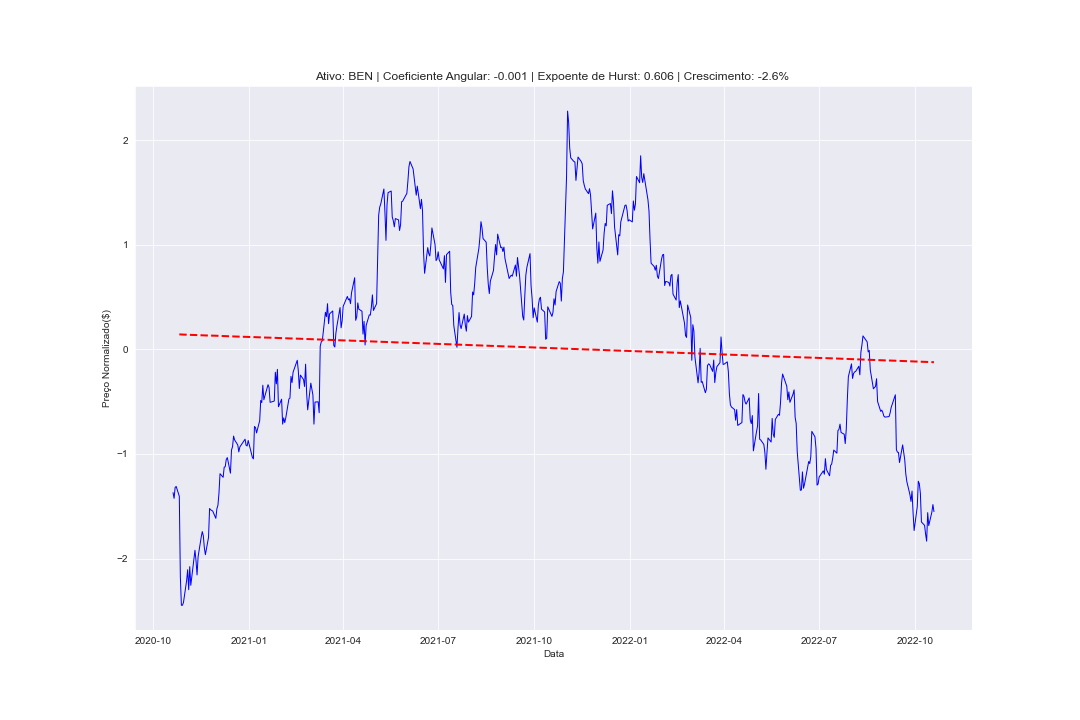 Ativo: BEN | Coeficiente Angular: -0.001 | Expoente de Hurst: 0.606 | Crescimento: -2.6%
Preço Normalizado($)
2
1
0
−1
−2
2020-10 2021-01 2021-04 2021-07 2021-10 2022-01 2022-04 2022-07 2022-10
Data